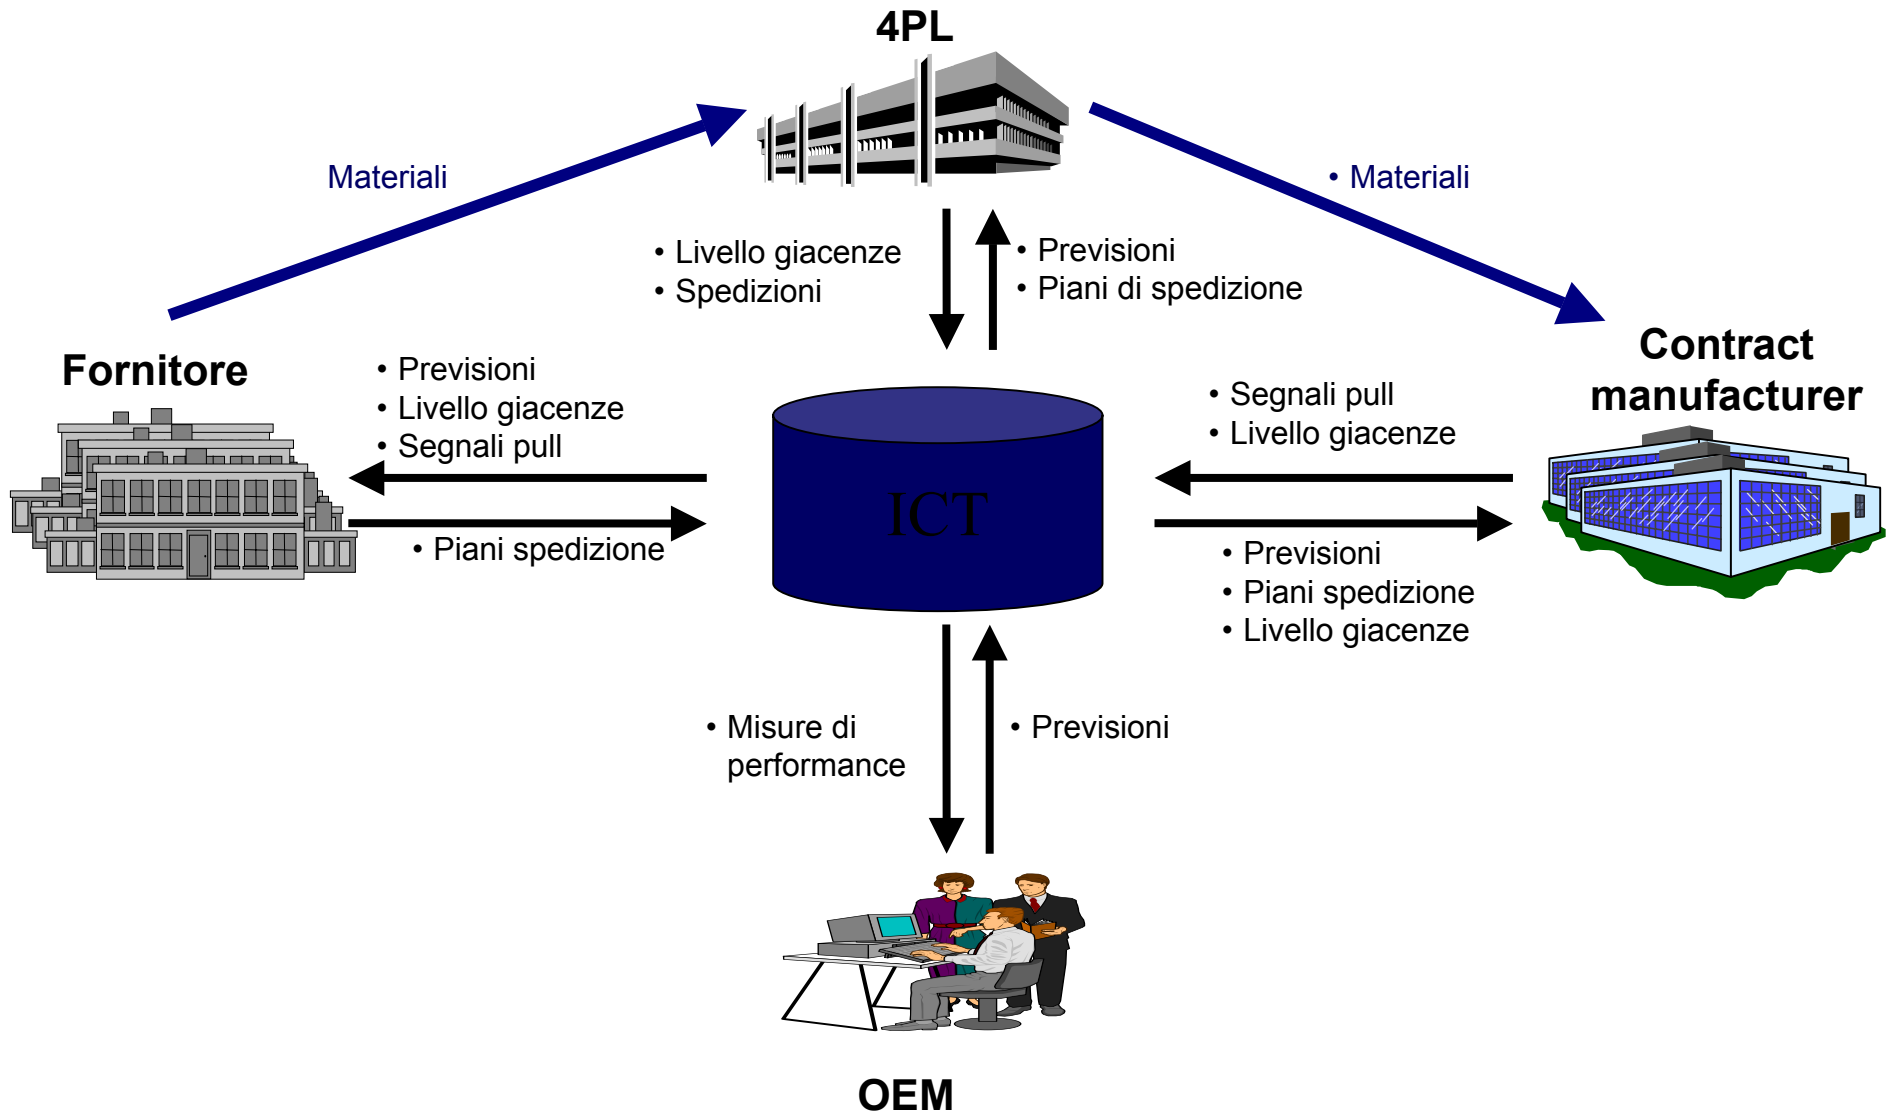 4PL
Materiali
• Materiali
• Livello giacenze
• Spedizioni
• Previsioni
• Piani di spedizione
Fornitore
Contract
manufacturer
• Previsioni
• Livello giacenze
• Segnali pull
• Segnali pull
• Livello giacenze
ICT
• Piani spedizione
• Previsioni
• Piani spedizione
• Livello giacenze
• Misure di
performance
• Previsioni
OEM